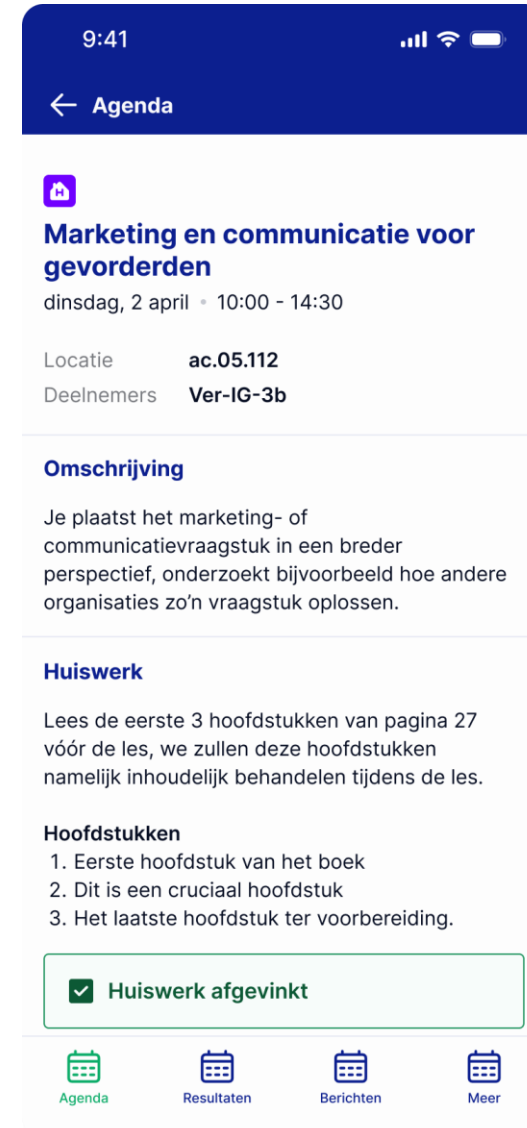 9:41
Agenda
H
Marketing en communicatie voor
gevorderden
dinsdag, 2 april • 10:00 - 14:30
Locatie ac.05.112
Deelnemers Ver-IG-3b
Omschrijving
Je plaatst het marketing- of
communicatievraagstuk in een breder
perspectief, onderzoekt bijvoorbeeld hoe andere
organisaties zo’n vraagstuk oplossen.
Huiswerk
Lees de eerste 3 hoofdstukken van pagina 27
vóór de les, we zullen deze hoofdstukken
namelijk inhoudelijk behandelen tijdens de les.
Hoofdstukken
1. Eerste hoofdstuk van het boek
2. Dit is een cruciaal hoofdstuk
3. Het laatste hoofdstuk ter voorbereiding.
Huiswerk afgevinkt
Agenda Resultaten Berichten Meer